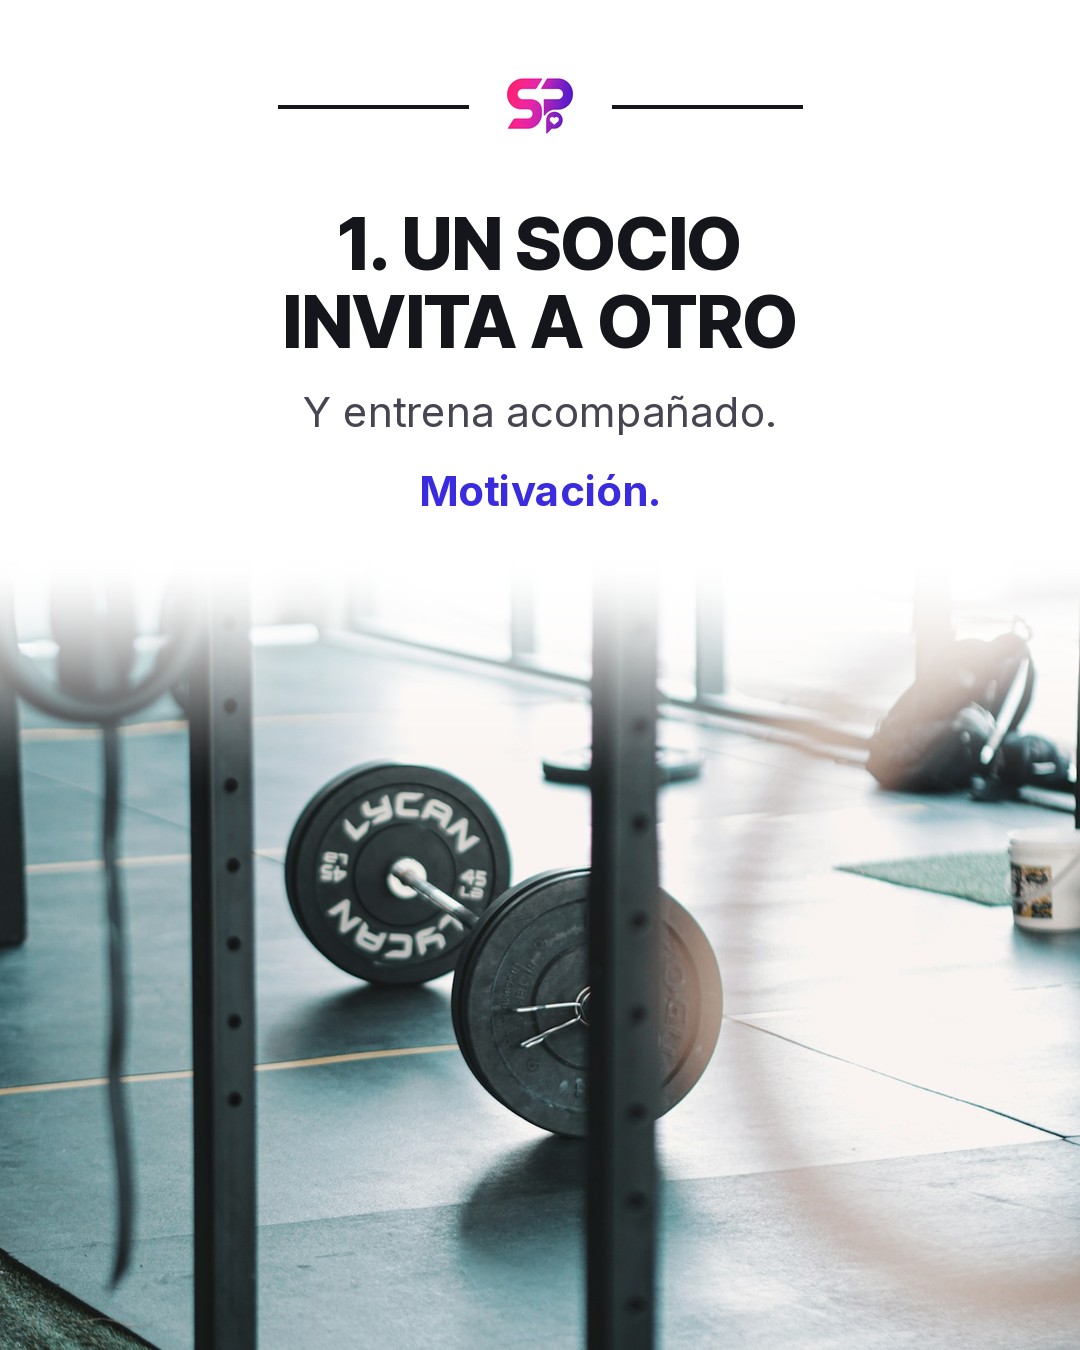 SP
1. UN SOCIO
INVITA A OTRO
Y entrena acompañado.
Motivación.
LYCAN
45
LB
45
LB
LYCAN